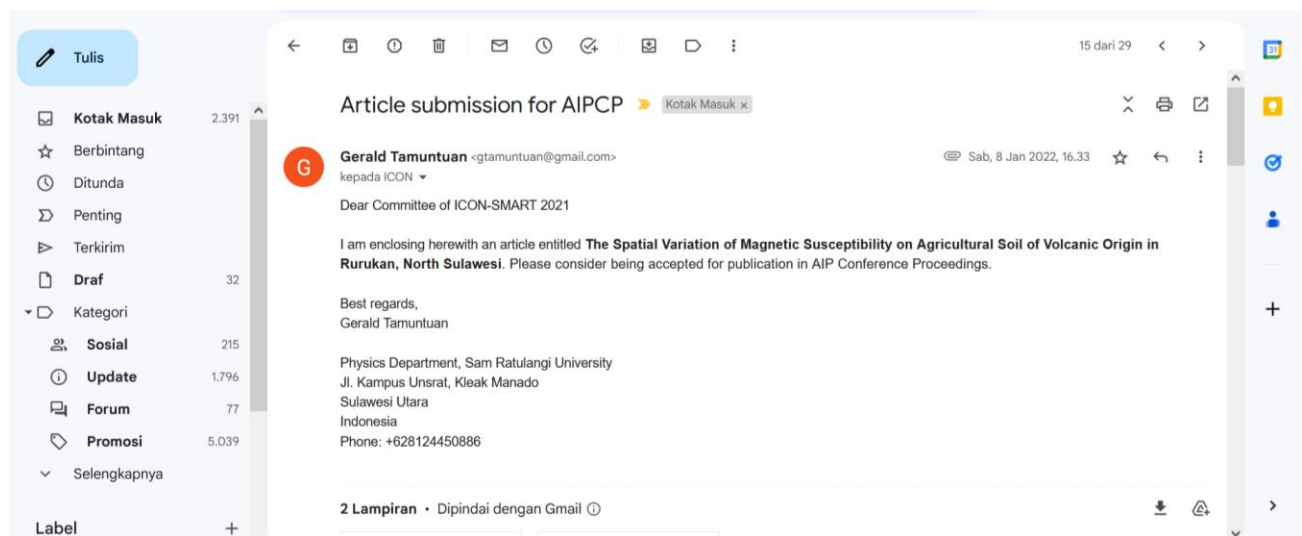 Tulis
15 dari 29
Kotak Masuk 2.391
Berbintang
Ditunda
Penting
Terkirim
Draf 32
Kategori
Sosial 215
Update 1.796
Forum 77
Promosi 5.039
Selengkapnya
Label +
Article submission for AIPCP Kotak Masuk ×
G
Gerald Tamuntuan <gtamuntuan@gmail.com> Sab, 8 Jan 2022, 16.33
kepada ICON
Dear Committee of ICON-SMART 2021
I am enclosing herewith an article entitled The Spatial Variation of Magnetic Susceptibility on Agricultural Soil of Volcanic Origin in
Rurukan, North Sulawesi. Please consider being accepted for publication in AIP Conference Proceedings.
Best regards,
Gerald Tamuntuan
Physics Department, Sam Ratulangi University
Jl. Kampus Unsrat, Kleak Manado
Sulawesi Utara
Indonesia
Phone: +628124450886
2 Lampiran • Dipindai dengan Gmail
31